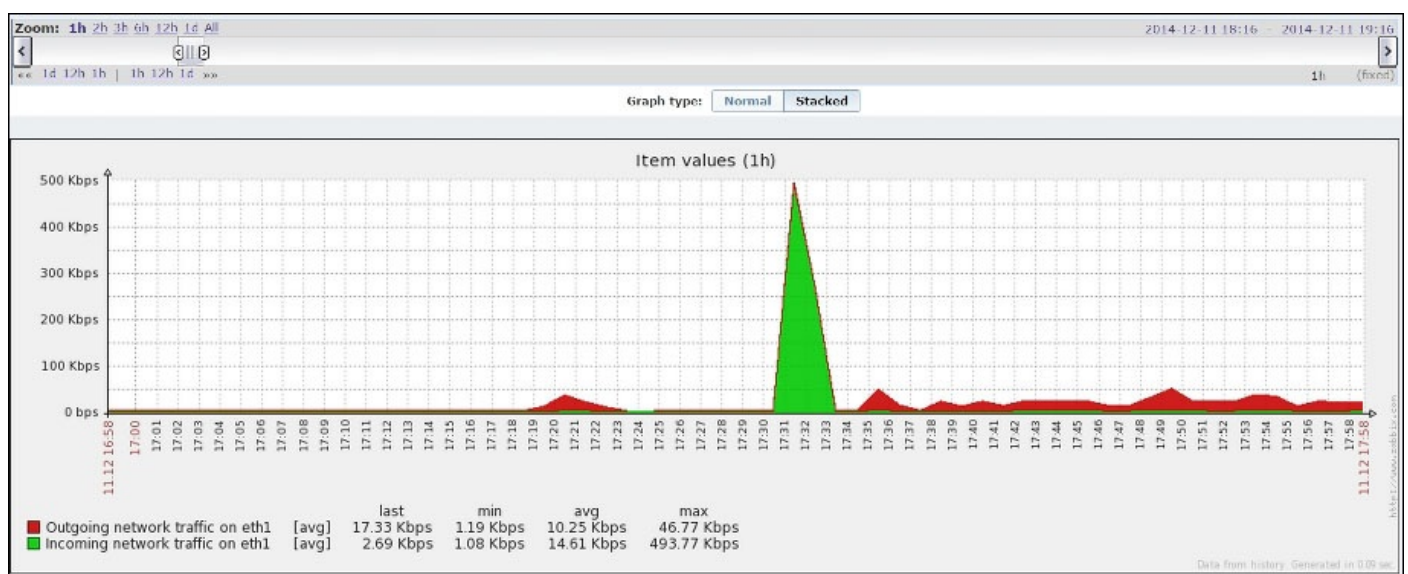 Zoom: 1h 2h 3h 6h 12h 1d All
2014-12-11 18:16 - 2014-12-11 19:16
«« 1d 12h 1h | 1h 12h 1d »»
1h (fixed)
Graph type: Normal Stacked
Item values (1h)
500 Kbps
400 Kbps
300 Kbps
200 Kbps
100 Kbps
0 bps
11.12 16:58 17:00 17:01 17:02 17:03 17:04 17:05 17:06 17:07 17:08 17:09 17:10 17:11 17:12 17:13 17:14 17:15 17:16 17:17 17:18 17:19 17:20 17:21 17:22 17:23 17:24 17:25 17:26 17:27 17:28 17:29 17:30 17:31 17:32 17:33 17:34 17:35 17:36 17:37 17:38 17:39 17:40 17:41 17:42 17:43 17:44 17:45 17:46 17:47 17:48 17:49 17:50 17:51 17:52 17:53 17:54 17:55 17:56 17:57 17:58 11.12 17:58
http://www.zabbix.com
last min avg max
Outgoing network traffic on eth1 [avg] 17.33 Kbps 1.19 Kbps 10.25 Kbps 46.77 Kbps
Incoming network traffic on eth1 [avg] 2.69 Kbps 1.08 Kbps 14.61 Kbps 493.77 Kbps
Data from history. Generated in 0.09 sec.